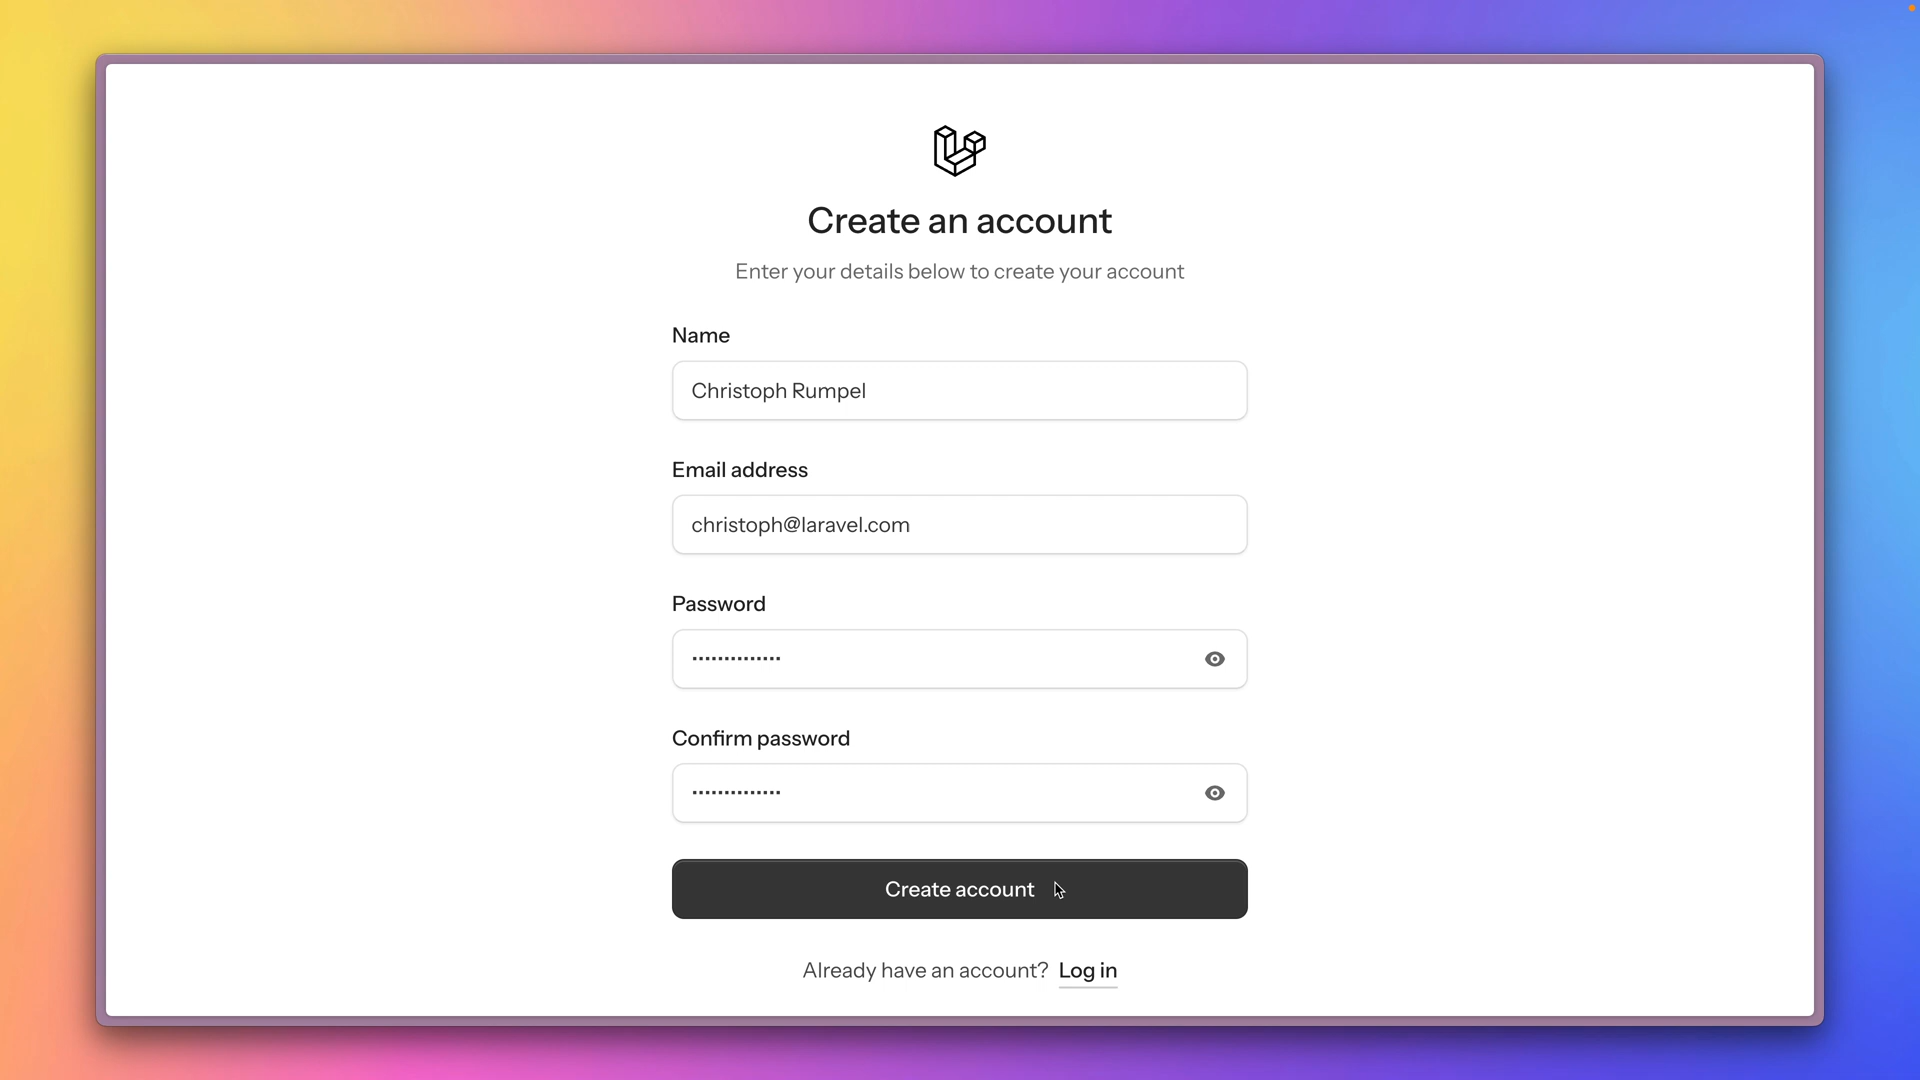 Create an account
Enter your details below to create your account
Name
Christoph Rumpel
Email address
christoph@laravel.com
Password
••••••••••••••
Confirm password
••••••••••••••
Create account
Already have an account? Log in